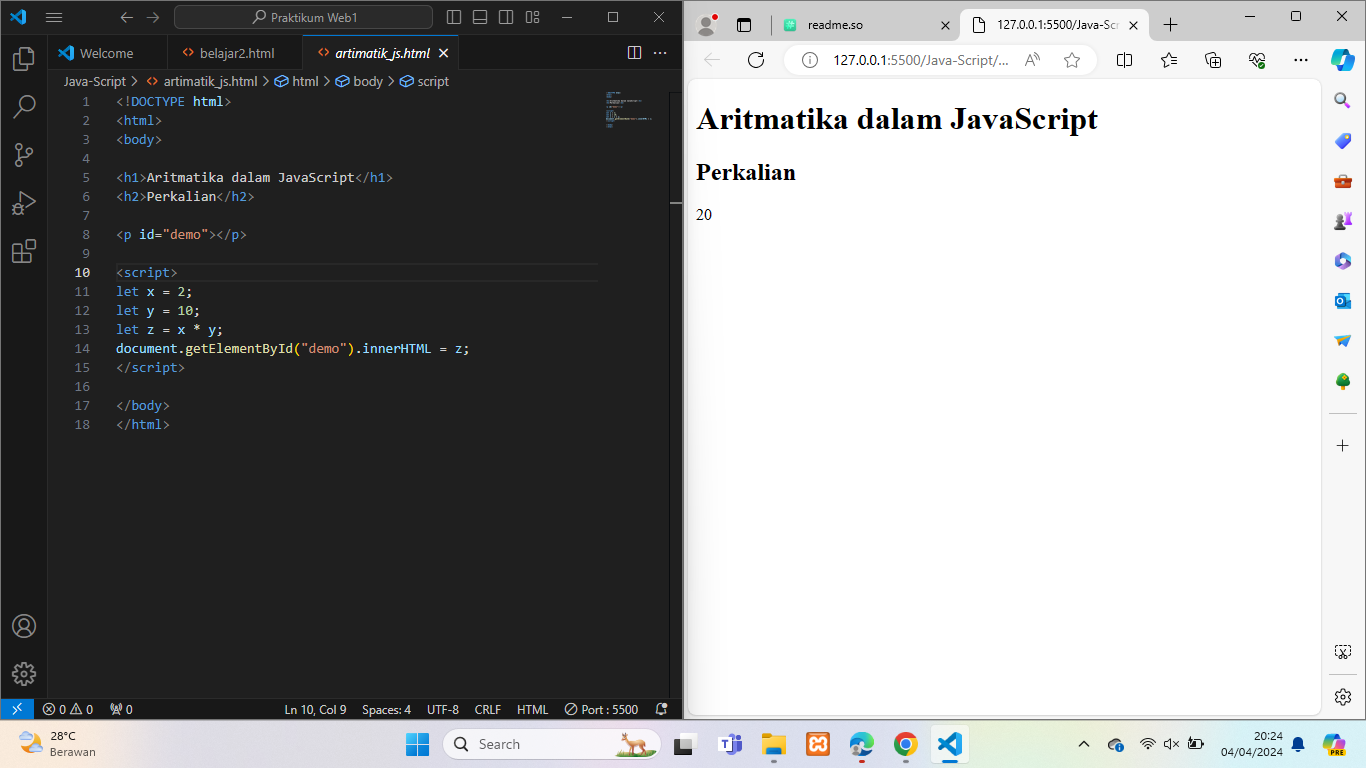 Praktikum Web1
Welcome
belajar2.html
artimatik_js.html
Java-Script > artimatik_js.html > html > body > script
1 <!DOCTYPE html>
2 <html>
3 <body>
4
5 <h1>Aritmatika dalam JavaScript</h1>
6 <h2>Perkalian</h2>
7
8 <p id="demo"></p>
9
10 <script>
11 let x = 2;
12 let y = 10;
13 let z = x * y;
14 document.getElementById("demo").innerHTML = z;
15 </script>
16
17 </body>
18 </html>
0 0 0 Ln 10, Col 9 Spaces: 4 UTF-8 CRLF HTML Port : 5500
readme.so
127.0.0.1:5500/Java-Scr
127.0.0.1:5500/Java-Script/...
Aritmatika dalam JavaScript
Perkalian
20
28°C
Berawan
Search
PRE
20:24
04/04/2024